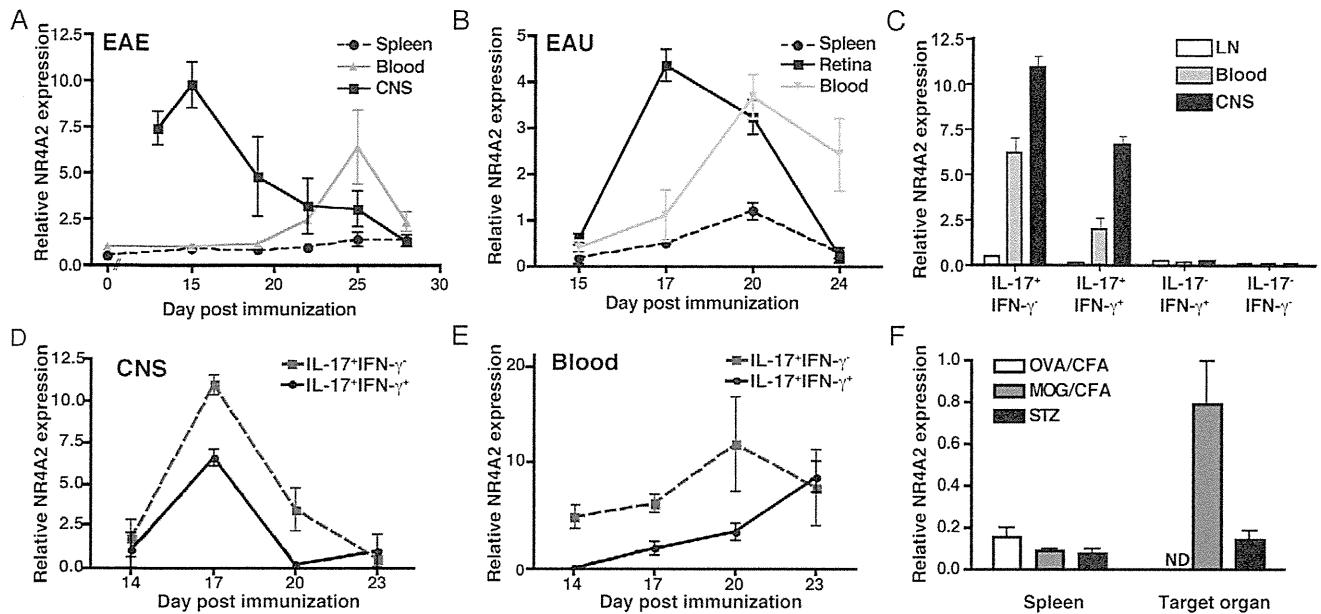 A
EAE
Spleen
Blood
CNS
Relative NR4A2 expression
12.5
10.0
7.5
5.0
2.5
0.0
0
15
20
25
30
Day post immunization
B
EAU
Spleen
Retina
Blood
Relative NR4A2 expression
5
4
3
2
1
0
15
17
20
24
Day post immunization
C
LN
Blood
CNS
Relative NR4A2 expression
12.5
10.0
7.5
5.0
2.5
0.0
IL-17⁺ IL-17⁺ IL-17⁻ IL-17⁻
IFN-γ⁻ IFN-γ⁺ IFN-γ⁺ IFN-γ⁻
D
CNS
IL-17⁺IFN-γ⁻
IL-17⁺IFN-γ⁺
Relative NR4A2 expression
12.5
10.0
7.5
5.0
2.5
0.0
14
17
20
23
Day post immunization
E
Blood
IL-17⁺IFN-γ⁻
IL-17⁺IFN-γ⁺
Relative NR4A2 expression
20
10
0
14
17
20
23
Day post immunization
F
OVA/CFA
MOG/CFA
STZ
Relative NR4A2 expression
1.0
0.8
0.6
0.4
0.2
0.0
ND
Spleen
Target organ